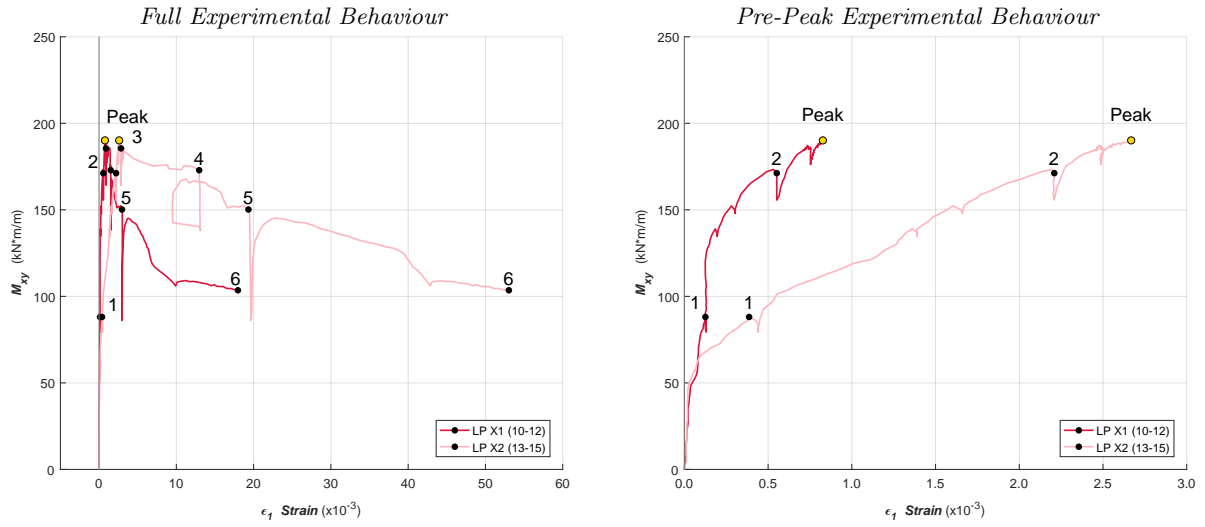 Full Experimental Behaviour
250
200
150
100
50
0
M_xy (kN*m/m)
Peak
3
2
4
5
5
6
6
1
LP X1 (10-12)
LP X2 (13-15)
0
10
20
30
40
50
60
ϵ₁ Strain (x10⁻³)
Pre-Peak Experimental Behaviour
250
200
150
100
50
0
M_xy (kN*m/m)
Peak
Peak
2
2
1
1
LP X1 (10-12)
LP X2 (13-15)
0.0
0.5
1.0
1.5
2.0
2.5
3.0
ϵ₁ Strain (x10⁻³)